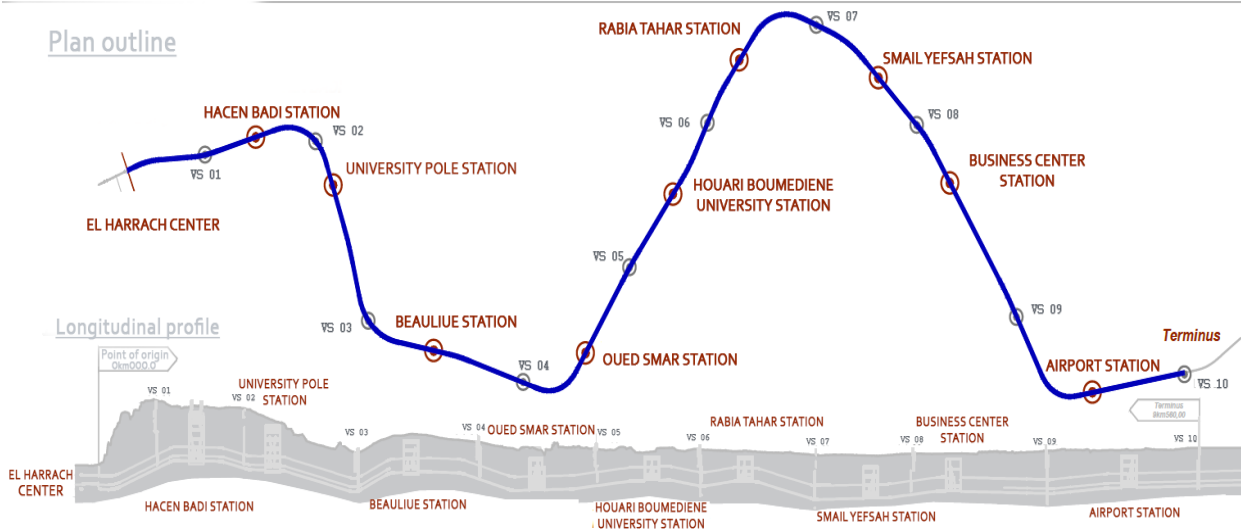 Plan outline
RABIA TAHAR STATION
VS 07
SMAIL YEFSAH STATION
HACEN BADI STATION
VS 02
VS 06
VS 08
UNIVERSITY POLE STATION
VS 01
BUSINESS CENTER
STATION
HOUARI BOUMEDIENE
UNIVERSITY STATION
EL HARRACH CENTER
VS 05
VS 03
BEAULIUE STATION
VS 09
Longitudinal profile
Terminus
Point of origin
0km000.0
VS 04
OUED SMAR STATION
AIRPORT STATION
VS .10
UNIVERSITY POLE
STATION
VS 01
VS 02
Terminus
8km580,00
VS 03
VS 04
OUED SMAR STATION
VS 05
RABIA TAHAR STATION
VS 06
VS 07
BUSINESS CENTER
STATION
VS 08
VS 09
VS 10
EL HARRACH
CENTER
HACEN BADI STATION
BEAULIUE STATION
HOUARI BOUMEDIENE
UNIVERSITY STATION
SMAIL YEFSAH STATION
AIRPORT STATION